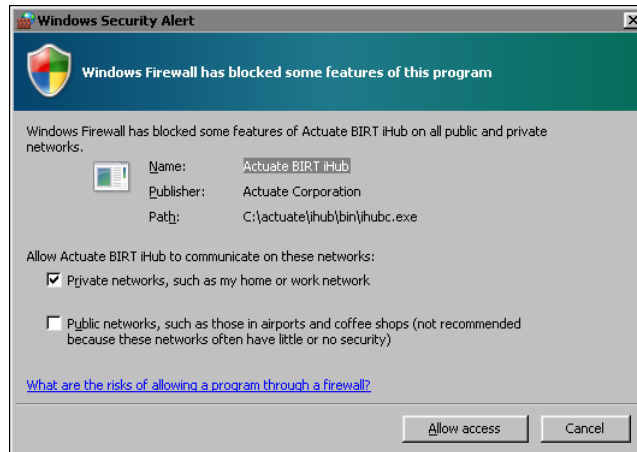 Windows Security Alert
Windows Firewall has blocked some features of this program
Windows Firewall has blocked some features of Actuate BIRT iHub on all public and private
networks.
Name: Actuate BIRT iHub
Publisher: Actuate Corporation
Path: C:\actuate\ihub\bin\ihubc.exe
Allow Actuate BIRT iHub to communicate on these networks:
Private networks, such as my home or work network
Public networks, such as those in airports and coffee shops (not recommended
because these networks often have little or no security)
What are the risks of allowing a program through a firewall?
Allow access Cancel